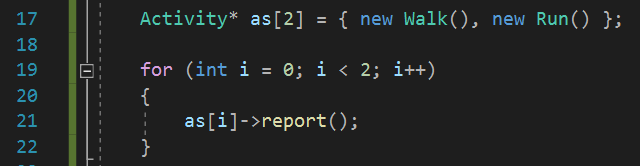 17 Activity* as[2] = { new Walk(), new Run() };
18
19 for (int i = 0; i < 2; i++)
20 {
21 as[i]->report();
22 }